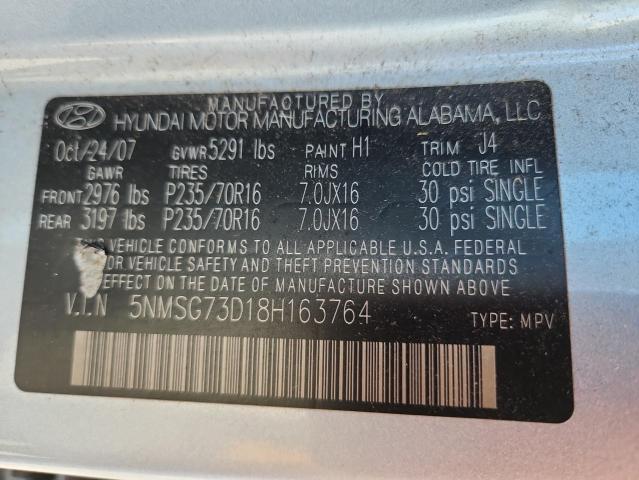 MANUFACTURED BY
HYUNDAI MOTOR MANUFACTURING ALABAMA, LLC
Oct/24/07 GVWR 5291 lbs PAINT H1 TRIM J4
GAWR TIRES RIMS COLD TIRE INFL
FRONT 2976 lbs P235/70R16 7.0JX16 30 psi SINGLE
REAR 3197 lbs P235/70R16 7.0JX16 30 psi SINGLE
VEHICLE CONFORMS TO ALL APPLICABLE U.S.A. FEDERAL
MOTOR VEHICLE SAFETY AND THEFT PREVENTION STANDARDS
EFFECT ON THE DATE OF MANUFACTURE SHOWN ABOVE
V.I.N 5NMSG73D18H163764 TYPE: MPV